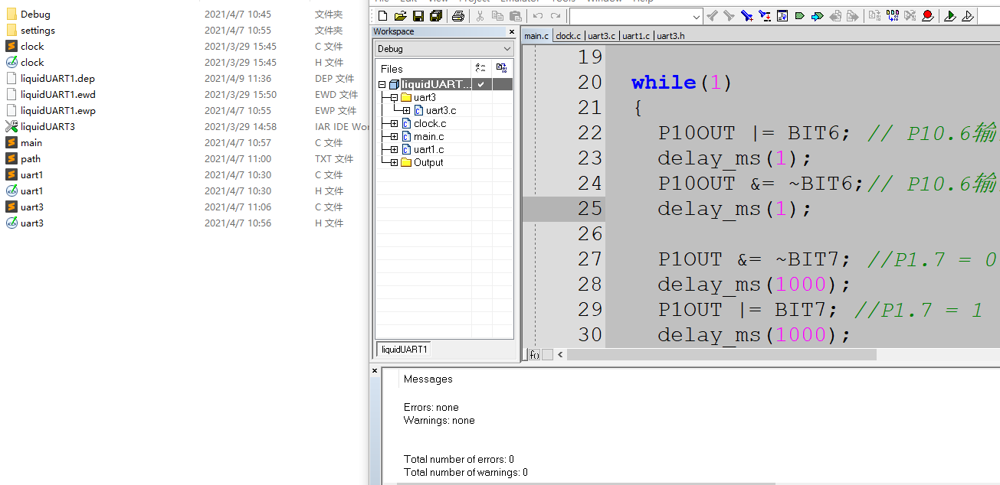 Debug 2021/4/7 10:45 文件夹
settings 2021/4/7 10:55 文件夹
clock 2021/3/29 15:45 C 文件
clock 2021/3/29 15:45 H 文件
liquidUART1.dep 2021/4/9 11:36 DEP 文件
liquidUART1.ewd 2021/3/29 15:50 EWD 文件
liquidUART1.ewp 2021/4/7 10:55 EWP 文件
liquidUART3 2021/3/29 14:58 IAR IDE Wo
main 2021/4/7 10:57 C 文件
path 2021/4/7 11:00 TXT 文件
uart1 2021/4/7 10:30 C 文件
uart1 2021/4/7 10:30 H 文件
uart3 2021/4/7 11:06 C 文件
uart3 2021/4/7 10:56 H 文件
Workspace
Debug
Files
liquidUART...
uart3
uart3.c
clock.c
main.c
uart1.c
Output
liquidUART1
main.c clock.c uart3.c uart1.c uart3.h
19
20 while(1)
21 {
22 P10OUT |= BIT6; // P10.6输
23 delay_ms(1);
24 P10OUT &= ~BIT6;// P10.6输
25 delay_ms(1);
26
27 P1OUT &= ~BIT7; //P1.7 = 0
28 delay_ms(1000);
29 P1OUT |= BIT7; //P1.7 = 1
30 delay_ms(1000);
f()
Messages
Errors: none
Warnings: none
Total number of errors: 0
Total number of warnings: 0